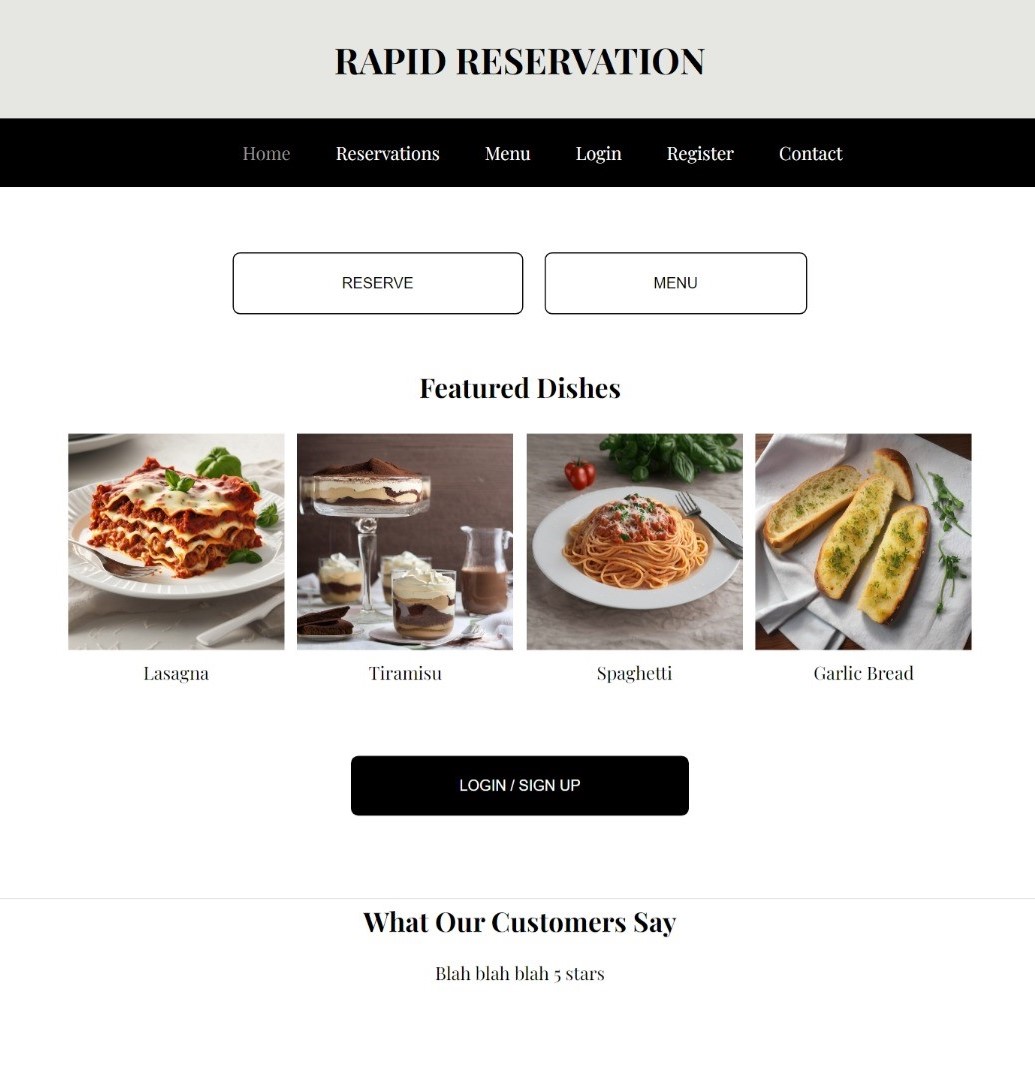 RAPID RESERVATION
Home Reservations Menu Login Register Contact
RESERVE MENU
Featured Dishes
Lasagna Tiramisu Spaghetti Garlic Bread
LOGIN / SIGN UP
What Our Customers Say
Blah blah blah 5 stars